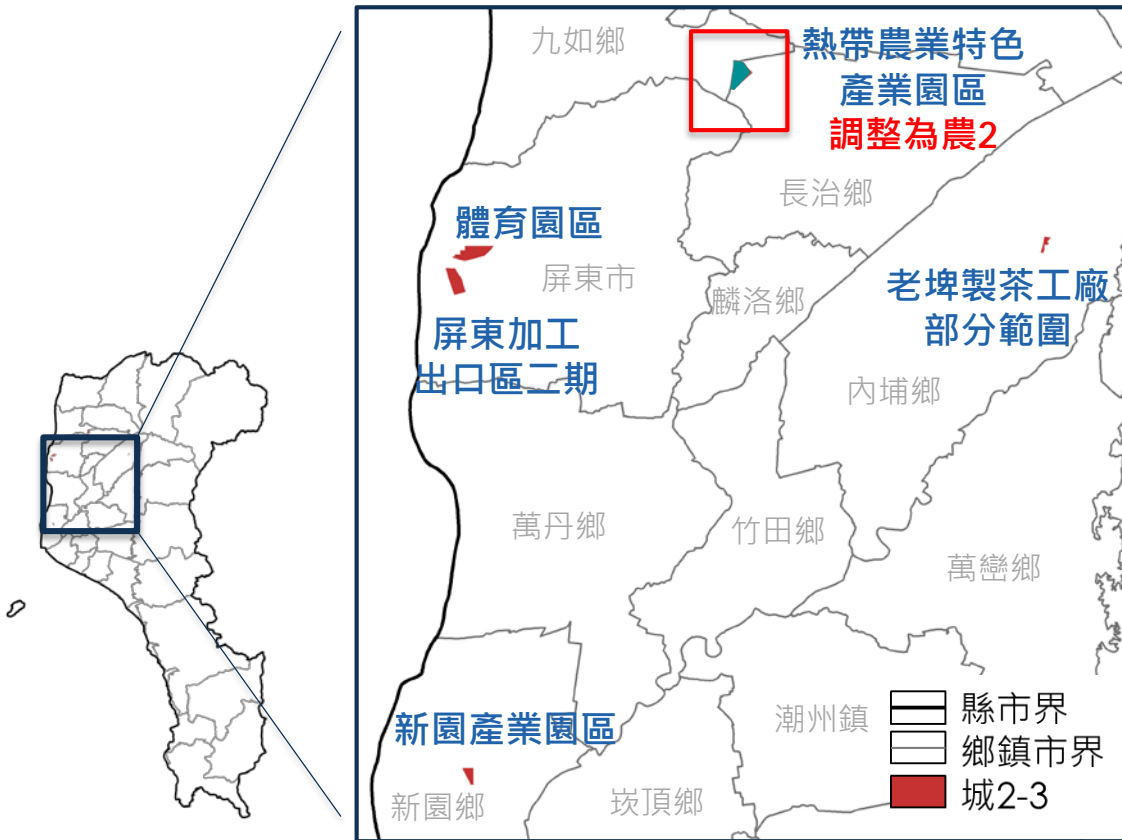 九如鄉
熱帶農業特色
產業園區
調整為農2
長治鄉
體育園區
屏東市
麟洛鄉
老埤製茶工廠
部分範圍
屏東加工
出口區二期
內埔鄉
萬丹鄉
竹田鄉
萬巒鄉
新園產業園區
潮州鎮
新園鄉
崁頂鄉
縣市界
鄉鎮市界
城2-3